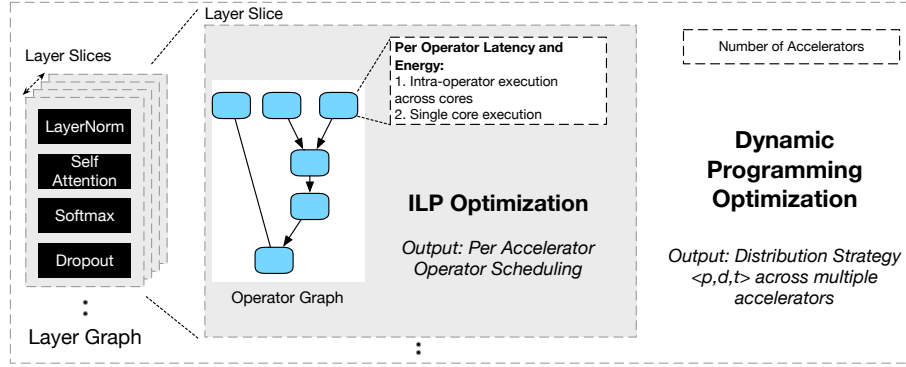 Layer Slice
Layer Slices
LayerNorm
Self
Attention
Softmax
Dropout
Layer Graph
Per Operator Latency and
Energy:
1. Intra-operator execution
across cores
2. Single core execution
Operator Graph
ILP Optimization
Output: Per Accelerator
Operator Scheduling
Number of Accelerators
Dynamic
Programming
Optimization
Output: Distribution Strategy
<p,d,t> across multiple
accelerators